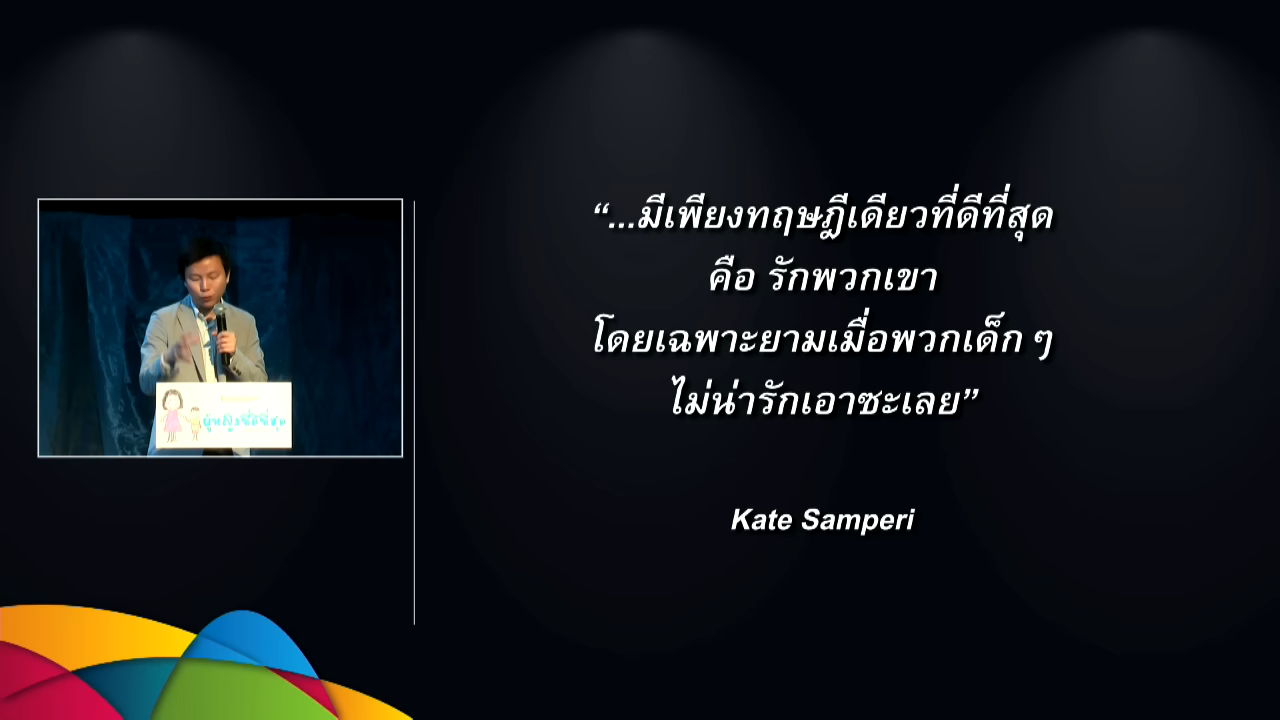 “...มีเพียงทฤษฎีเดียวที่ดีที่สุด
คือ รักพวกเขา
โดยเฉพาะยามเมื่อพวกเด็ก ๆ
ไม่น่ารักเอาซะเลย”
Kate Samperi